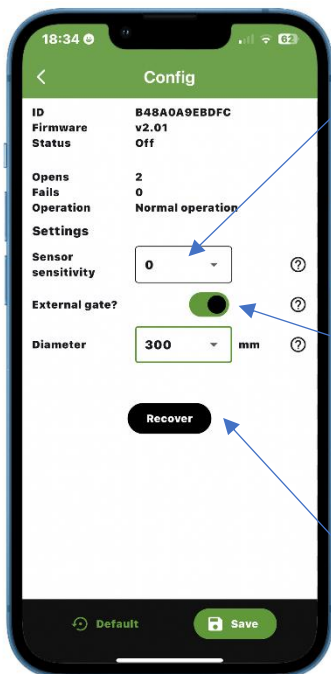 18:34
62
Config
ID B48A0A9EBDFC
Firmware v2.01
Status Off
Opens 2
Fails 0
Operation Normal operation
Settings
Sensor sensitivity 0 ?
External gate? ?
Diameter 300 mm ?
Recover
Default Save